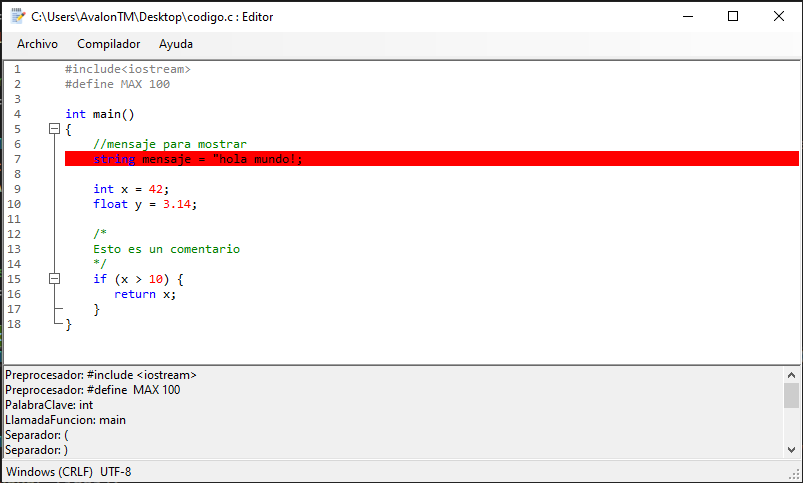 C:\Users\AvalonTM\Desktop\codigo.c : Editor
Archivo Compilador Ayuda
1 #include<iostream>
2 #define MAX 100
3
4 int main()
5 {
6 //mensaje para mostrar
7 string mensaje = "hola mundo!;
8
9 int x = 42;
10 float y = 3.14;
11
12 /*
13 Esto es un comentario
14 */
15 if (x > 10) {
16 return x;
17 }
18 }
Preprocesador: #include <iostream>
Preprocesador: #define  MAX 100
PalabraClave: int
LlamadaFuncion: main
Separador: (
Separador: )
Windows (CRLF) UTF-8